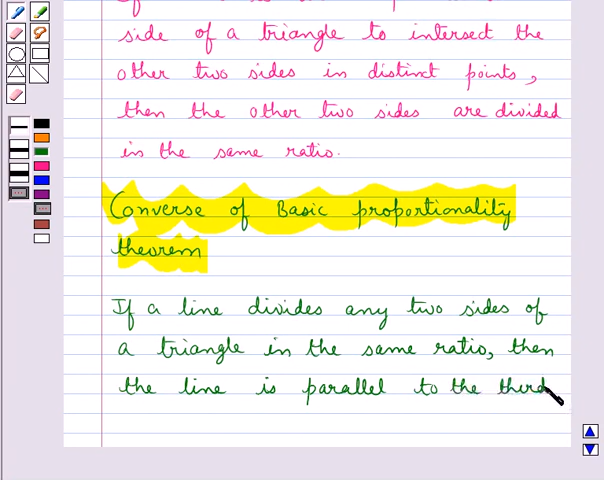 side of a triangle to intersect the
other two sides in distinct points,
then the other two sides are divided
in the same ratio.
Converse of Basic proportionality
theorem
If a line divides any two sides of
a triangle in the same ratio, then
the line is parallel to the third